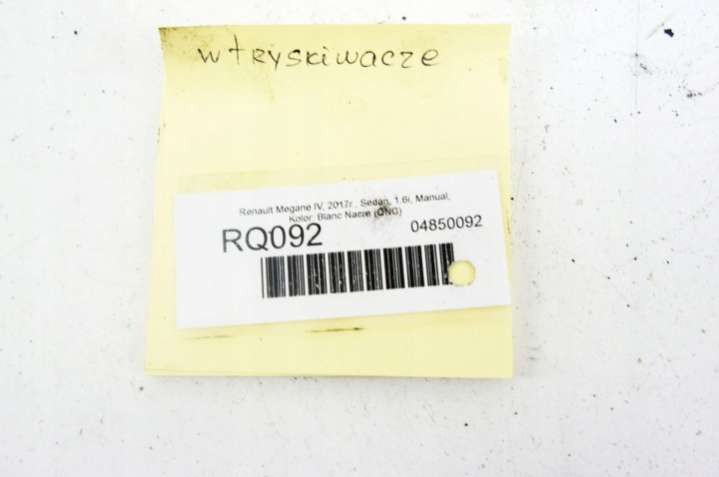 wtryskiwacze
Renault Megane IV, 2017r., Sedan, 1.6i, Manual,
Kolor: Blanc Nacre (QNG)
RQ092
04850092